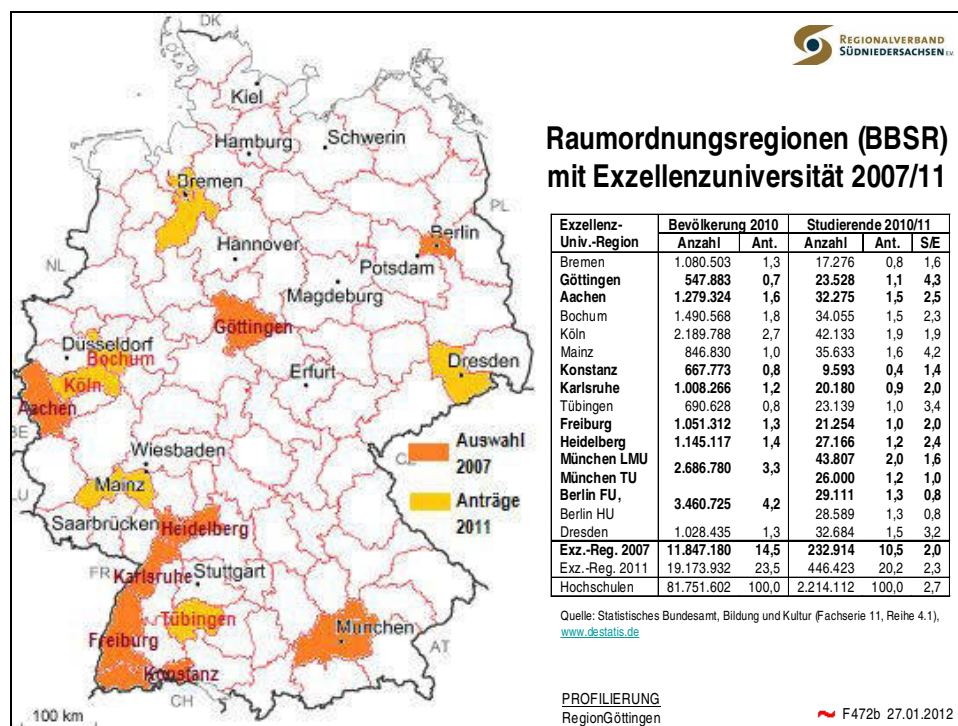 DK
REGIONALVERBAND
SÜDNIEDERSACHSEN E.V.
Kiel
Hamburg
Schwerin
Bremen
PL
Berlin
Hannover
NL
Potsdam
Magdeburg
Göttingen
Düsseldorf
Bochum
Dresden
Köln
Erfurt
Aachen
BE
Wiesbaden
CZ
Auswahl
2007
Mainz
LU
Anträge
2011
Saarbrücken
Heidelberg
FR
Karlsruhe
Stuttgart
Tübingen
München
Freiburg
AT
Konstanz
CH
100 km
Raumordnungsregionen (BBSR)
mit Exzellenzuniversität 2007/11
Exzellenz- Bevölkerung 2010 Studierende 2010/11
Univ.-Region Anzahl Ant. Anzahl Ant. S/E
Bremen 1.080.503 1,3 17.276 0,8 1,6
Göttingen 547.883 0,7 23.528 1,1 4,3
Aachen 1.279.324 1,6 32.275 1,5 2,5
Bochum 1.490.568 1,8 34.055 1,5 2,3
Köln 2.189.788 2,7 42.133 1,9 1,9
Mainz 846.830 1,0 35.633 1,6 4,2
Konstanz 667.773 0,8 9.593 0,4 1,4
Karlsruhe 1.008.266 1,2 20.180 0,9 2,0
Tübingen 690.628 0,8 23.139 1,0 3,4
Freiburg 1.051.312 1,3 21.254 1,0 2,0
Heidelberg 1.145.117 1,4 27.166 1,2 2,4
München LMU 2.686.780 3,3 43.807 2,0 1,6
München TU 26.000 1,2 1,0
Berlin FU, 3.460.725 4,2 29.111 1,3 0,8
Berlin HU 28.589 1,3 0,8
Dresden 1.028.435 1,3 32.684 1,5 3,2
Exz.-Reg. 2007 11.847.180 14,5 232.914 10,5 2,0
Exz.-Reg. 2011 19.173.932 23,5 446.423 20,2 2,3
Hochschulen 81.751.602 100,0 2.214.112 100,0 2,7
Quelle: Statistisches Bundesamt, Bildung und Kultur (Fachserie 11, Reihe 4.1),
www.destatis.de
PROFILIERUNG
RegionGöttingen
F472b 27.01.2012